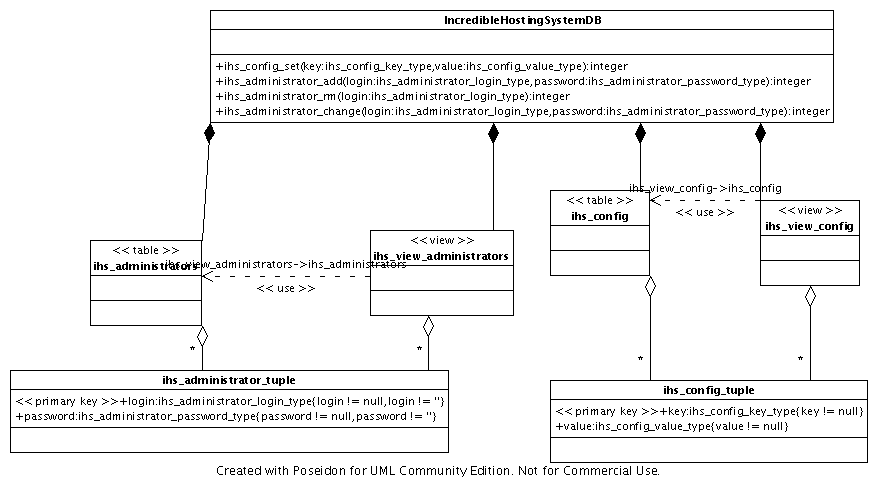 IncredibleHostingSystemDB
+ihs_config_set(key:ihs_config_key_type,value:ihs_config_value_type):integer
+ihs_administrator_add(login:ihs_administrator_login_type,password:ihs_administrator_password_type):integer
+ihs_administrator_rm(login:ihs_administrator_login_type):integer
+ihs_administrator_change(login:ihs_administrator_login_type,password:ihs_administrator_password_type):integer
<< table >>
ihs_administrators
ihs_view_administrators->ihs_administrators
<< use >>
<< view >>
ihs_view_administrators
<< table >>
ihs_config
ihs_view_config->ihs_config
<< use >>
<< view >>
ihs_view_config
*
*
*
*
ihs_administrator_tuple
<< primary key >>+login:ihs_administrator_login_type{login != null,login != ''}
+password:ihs_administrator_password_type{password != null,password != ''}
ihs_config_tuple
<< primary key >>+key:ihs_config_key_type{key != null}
+value:ihs_config_value_type{value != null}
Created with Poseidon for UML Community Edition. Not for Commercial Use.